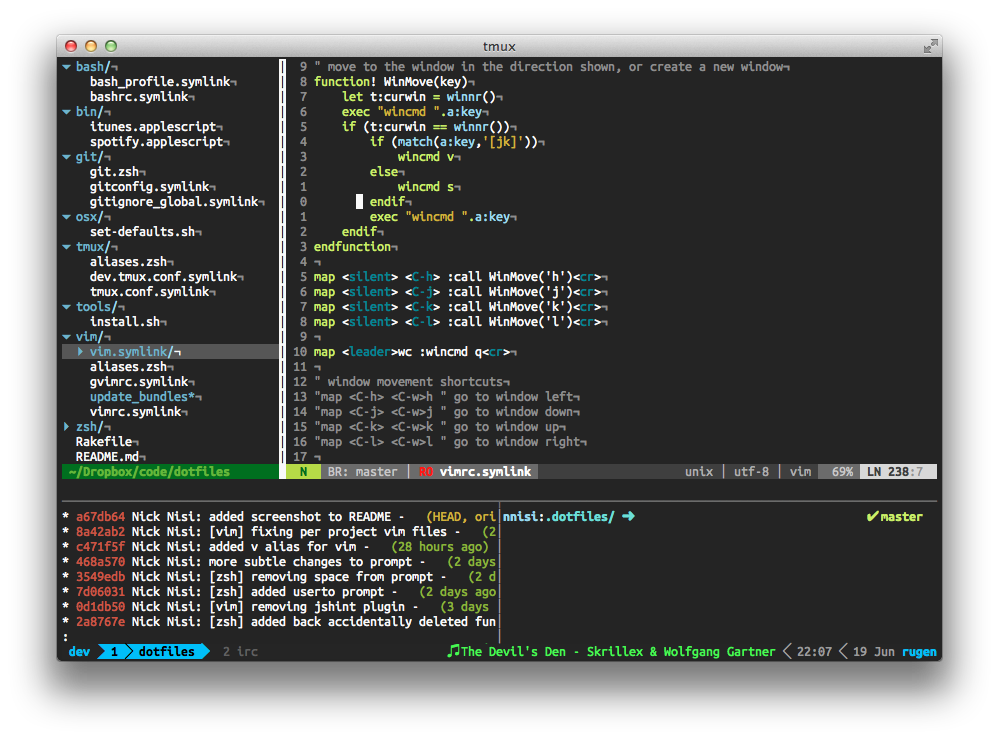 tmux
▾ bash/¬
bash_profile.symlink¬
bashrc.symlink¬
▾ bin/¬
itunes.applescript¬
spotify.applescript¬
▾ git/¬
git.zsh¬
gitconfig.symlink¬
gitignore_global.symlink¬
▾ osx/¬
set-defaults.sh¬
▾ tmux/¬
aliases.zsh¬
dev.tmux.conf.symlink¬
tmux.conf.symlink¬
▾ tools/¬
install.sh¬
▾ vim/¬
▸ vim.symlink/¬
aliases.zsh¬
gvimrc.symlink¬
update_bundles*¬
vimrc.symlink¬
▸ zsh/¬
Rakefile¬
README.md¬
~/Dropbox/code/dotfiles
9 " move to the window in the direction shown, or create a new window¬
8 function! WinMove(key)¬
7 let t:curwin = winnr()¬
6 exec "wincmd ".a:key¬
5 if (t:curwin == winnr())¬
4 if (match(a:key,'[jk]'))¬
3 wincmd v¬
2 else¬
1 wincmd s¬
0 endif¬
1 exec "wincmd ".a:key¬
2 endif¬
3 endfunction¬
4 ¬
5 map <silent> <C-h> :call WinMove('h')<cr>¬
6 map <silent> <C-j> :call WinMove('j')<cr>¬
7 map <silent> <C-k> :call WinMove('k')<cr>¬
8 map <silent> <C-l> :call WinMove('l')<cr>¬
9 ¬
10 map <leader>wc :wincmd q<cr>¬
11 ¬
12 " window movement shortcuts¬
13 "map <C-h> <C-w>h " go to window left¬
14 "map <C-j> <C-w>j " go to window down¬
15 "map <C-k> <C-w>k " go to window up¬
16 "map <C-l> <C-w>l " go to window right¬
17 ¬
N BR: master | RO vimrc.symlink unix | utf-8 | vim 69% LN 238:7
* a67db64 Nick Nisi: added screenshot to README - (HEAD, ori
* 8a42ab2 Nick Nisi: [vim] fixing per project vim files - (2
* c471f5f Nick Nisi: added v alias for vim - (28 hours ago)
* 468a570 Nick Nisi: more subtle changes to prompt - (2 days
* 3549edb Nick Nisi: [zsh] removing space from prompt - (2 d
* 7d06031 Nick Nisi: [zsh] added userto prompt - (2 days ago
* 0d1db50 Nick Nisi: [vim] removing jshint plugin - (3 days
* 2a8767e Nick Nisi: [zsh] added back accidentally deleted fun
:
nnisi:.dotfiles/ ➜ ✔master
dev 1 dotfiles 2 irc ♫The Devil's Den - Skrillex & Wolfgang Gartner 22:07 19 Jun rugen